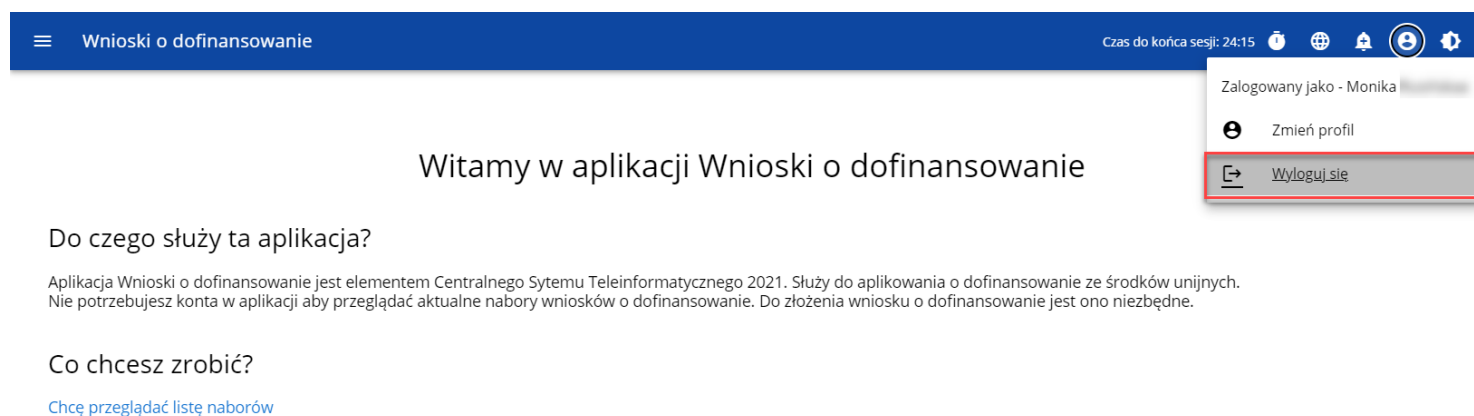 Wnioski o dofinansowanie
Czas do końca sesji: 24:15
Zalogowany jako - Monika
Zmień profil
Wyloguj się
Witamy w aplikacji Wnioski o dofinansowanie
Do czego służy ta aplikacja?
Aplikacja Wnioski o dofinansowanie jest elementem Centralnego Sytemu Teleinformatycznego 2021. Służy do aplikowania o dofinansowanie ze środków unijnych.
Nie potrzebujesz konta w aplikacji aby przeglądać aktualne nabory wniosków o dofinansowanie. Do złożenia wniosku o dofinansowanie jest ono niezbędne.
Co chcesz zrobić?
Chcę przeglądać listę naborów